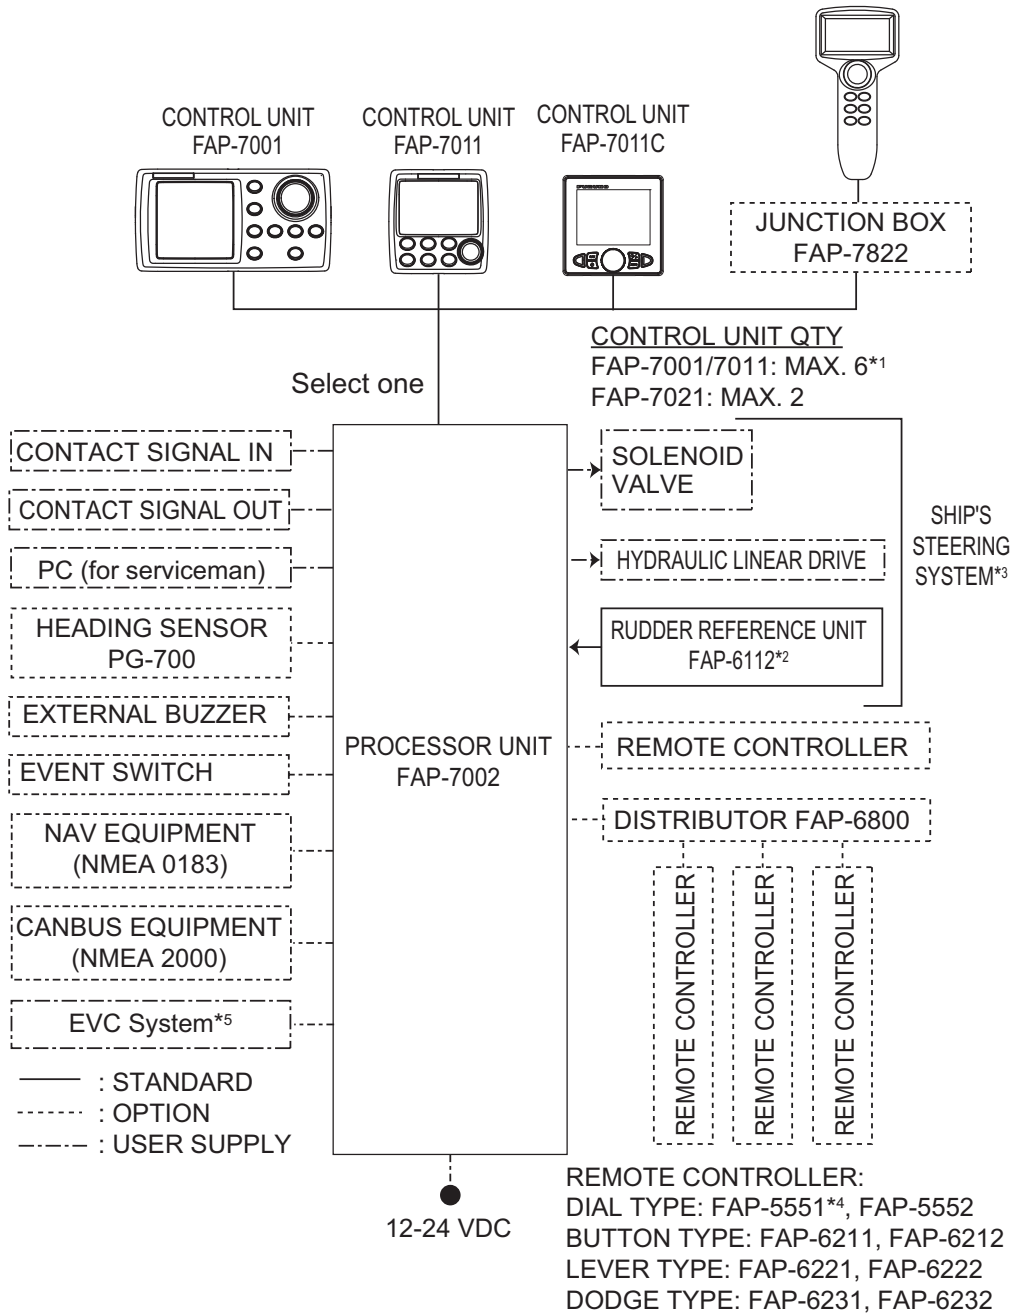 CONTROL UNIT
FAP-7001
CONTROL UNIT
FAP-7011
CONTROL UNIT
FAP-7011C
FURUNO
JUNCTION BOX
FAP-7822
CONTROL UNIT QTY
FAP-7001/7011: MAX. 6*1
FAP-7021: MAX. 2
Select one
CONTACT SIGNAL IN
CONTACT SIGNAL OUT
PC (for serviceman)
HEADING SENSOR
PG-700
EXTERNAL BUZZER
EVENT SWITCH
NAV EQUIPMENT
(NMEA 0183)
CANBUS EQUIPMENT
(NMEA 2000)
EVC System*5
: STANDARD
: OPTION
: USER SUPPLY
PROCESSOR UNIT
FAP-7002
12-24 VDC
SOLENOID
VALVE
HYDRAULIC LINEAR DRIVE
RUDDER REFERENCE UNIT
FAP-6112*2
SHIP'S
STEERING
SYSTEM*3
REMOTE CONTROLLER
DISTRIBUTOR FAP-6800
REMOTE CONTROLLER
REMOTE CONTROLLER
REMOTE CONTROLLER
REMOTE CONTROLLER:
DIAL TYPE: FAP-5551*4, FAP-5552
BUTTON TYPE: FAP-6211, FAP-6212
LEVER TYPE: FAP-6221, FAP-6222
DODGE TYPE: FAP-6231, FAP-6232